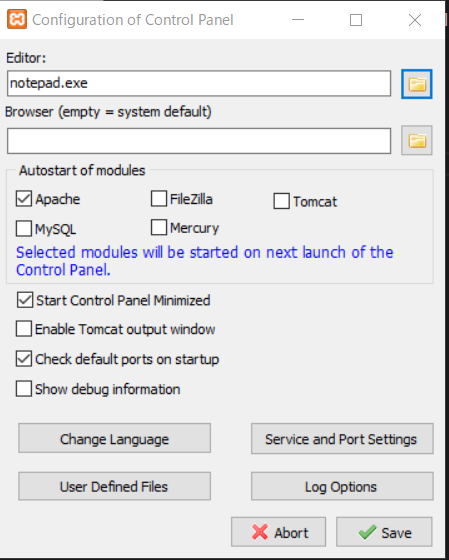 Configuration of Control Panel
Editor:
notepad.exe
Browser (empty = system default)
Autostart of modules
Apache
FileZilla
Tomcat
MySQL
Mercury
Selected modules will be started on next launch of the
Control Panel.
Start Control Panel Minimized
Enable Tomcat output window
Check default ports on startup
Show debug information
Change Language
Service and Port Settings
User Defined Files
Log Options
Abort
Save